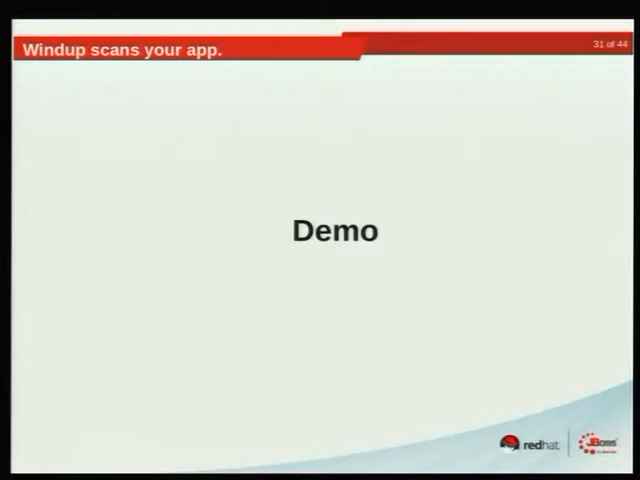 Windup scans your app.
31 of 44
Demo
redhat.
JBoss